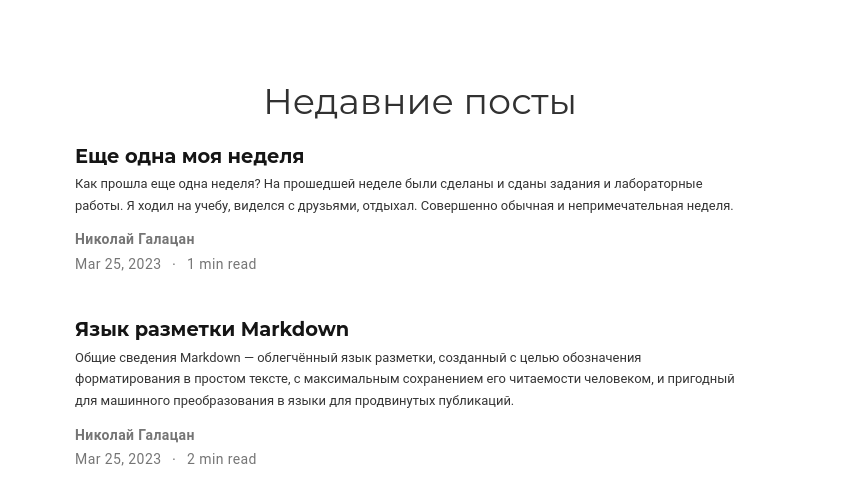 Недавние посты
Еще одна моя неделя
Как прошла еще одна неделя? На прошедшей неделе были сделаны и сданы задания и лабораторные
работы. Я ходил на учебу, виделся с друзьями, отдыхал. Совершенно обычная и непримечательная неделя.
Николай Галацан
Mar 25, 2023 · 1 min read
Язык разметки Markdown
Общие сведения Markdown — облегчённый язык разметки, созданный с целью обозначения
форматирования в простом тексте, с максимальным сохранением его читаемости человеком, и пригодный
для машинного преобразования в языки для продвинутых публикаций.
Николай Галацан
Mar 25, 2023 · 2 min read